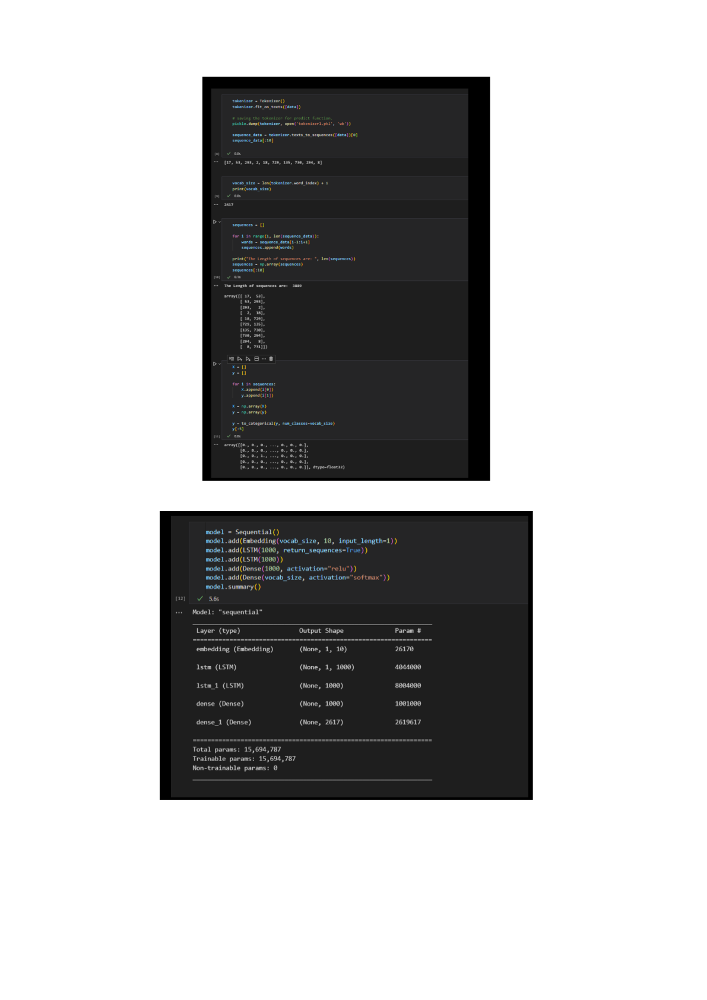 tokenizer = Tokenizer()
tokenizer.fit_on_texts([data])
# saving the tokenizer for predict function.
pickle.dump(tokenizer, open('tokenizer1.pkl', 'wb'))
sequence_data = tokenizer.texts_to_sequences([data])[0]
sequence_data[:10]
[8] ✓ 0.0s
... [17, 53, 293, 2, 18, 729, 135, 730, 294, 8]
vocab_size = len(tokenizer.word_index) + 1
print(vocab_size)
[9] ✓ 0.0s
... 2617
sequences = []
for i in range(1, len(sequence_data)):
words = sequence_data[i-1:i+1]
sequences.append(words)
print("The Length of sequences are: ", len(sequences))
sequences = np.array(sequences)
sequences[:10]
[10] ✓ 0.1s
... The Length of sequences are:  3889
array([[ 17,  53],
[ 53, 293],
[293,   2],
[  2,  18],
[ 18, 729],
[729, 135],
[135, 730],
[730, 294],
[294,   8],
[  8, 731]])
X = []
y = []
for i in sequences:
X.append(i[0])
y.append(i[1])
X = np.array(X)
y = np.array(y)
y = to_categorical(y, num_classes=vocab_size)
y[:5]
[11] ✓ 0.0s
... array([[0., 0., 0., ..., 0., 0., 0.],
[0., 0., 0., ..., 0., 0., 0.],
[0., 0., 1., ..., 0., 0., 0.],
[0., 0., 0., ..., 0., 0., 0.],
[0., 0., 0., ..., 0., 0., 0.]], dtype=float32)
model = Sequential()
model.add(Embedding(vocab_size, 10, input_length=1))
model.add(LSTM(1000, return_sequences=True))
model.add(LSTM(1000))
model.add(Dense(1000, activation="relu"))
model.add(Dense(vocab_size, activation="softmax"))
model.summary()
[12] ✓ 5.6s
... Model: "sequential"
Layer (type) Output Shape Param #
embedding (Embedding) (None, 1, 10) 26170
lstm (LSTM) (None, 1, 1000) 4044000
lstm_1 (LSTM) (None, 1000) 8004000
dense (Dense) (None, 1000) 1001000
dense_1 (Dense) (None, 2617) 2619617
Total params: 15,694,787
Trainable params: 15,694,787
Non-trainable params: 0